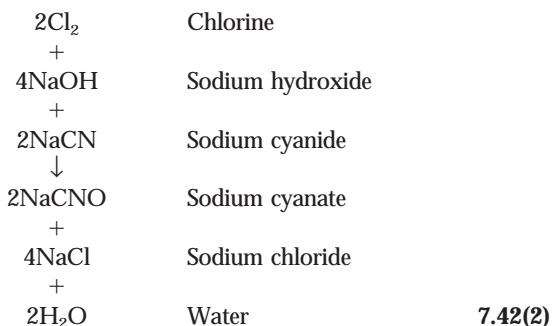 2Cl₂ Chlorine
+
4NaOH Sodium hydroxide
+
2NaCN Sodium cyanide
↓
2NaCNO Sodium cyanate
+
4NaCl Sodium chloride
+
2H₂O Water 7.42(2)